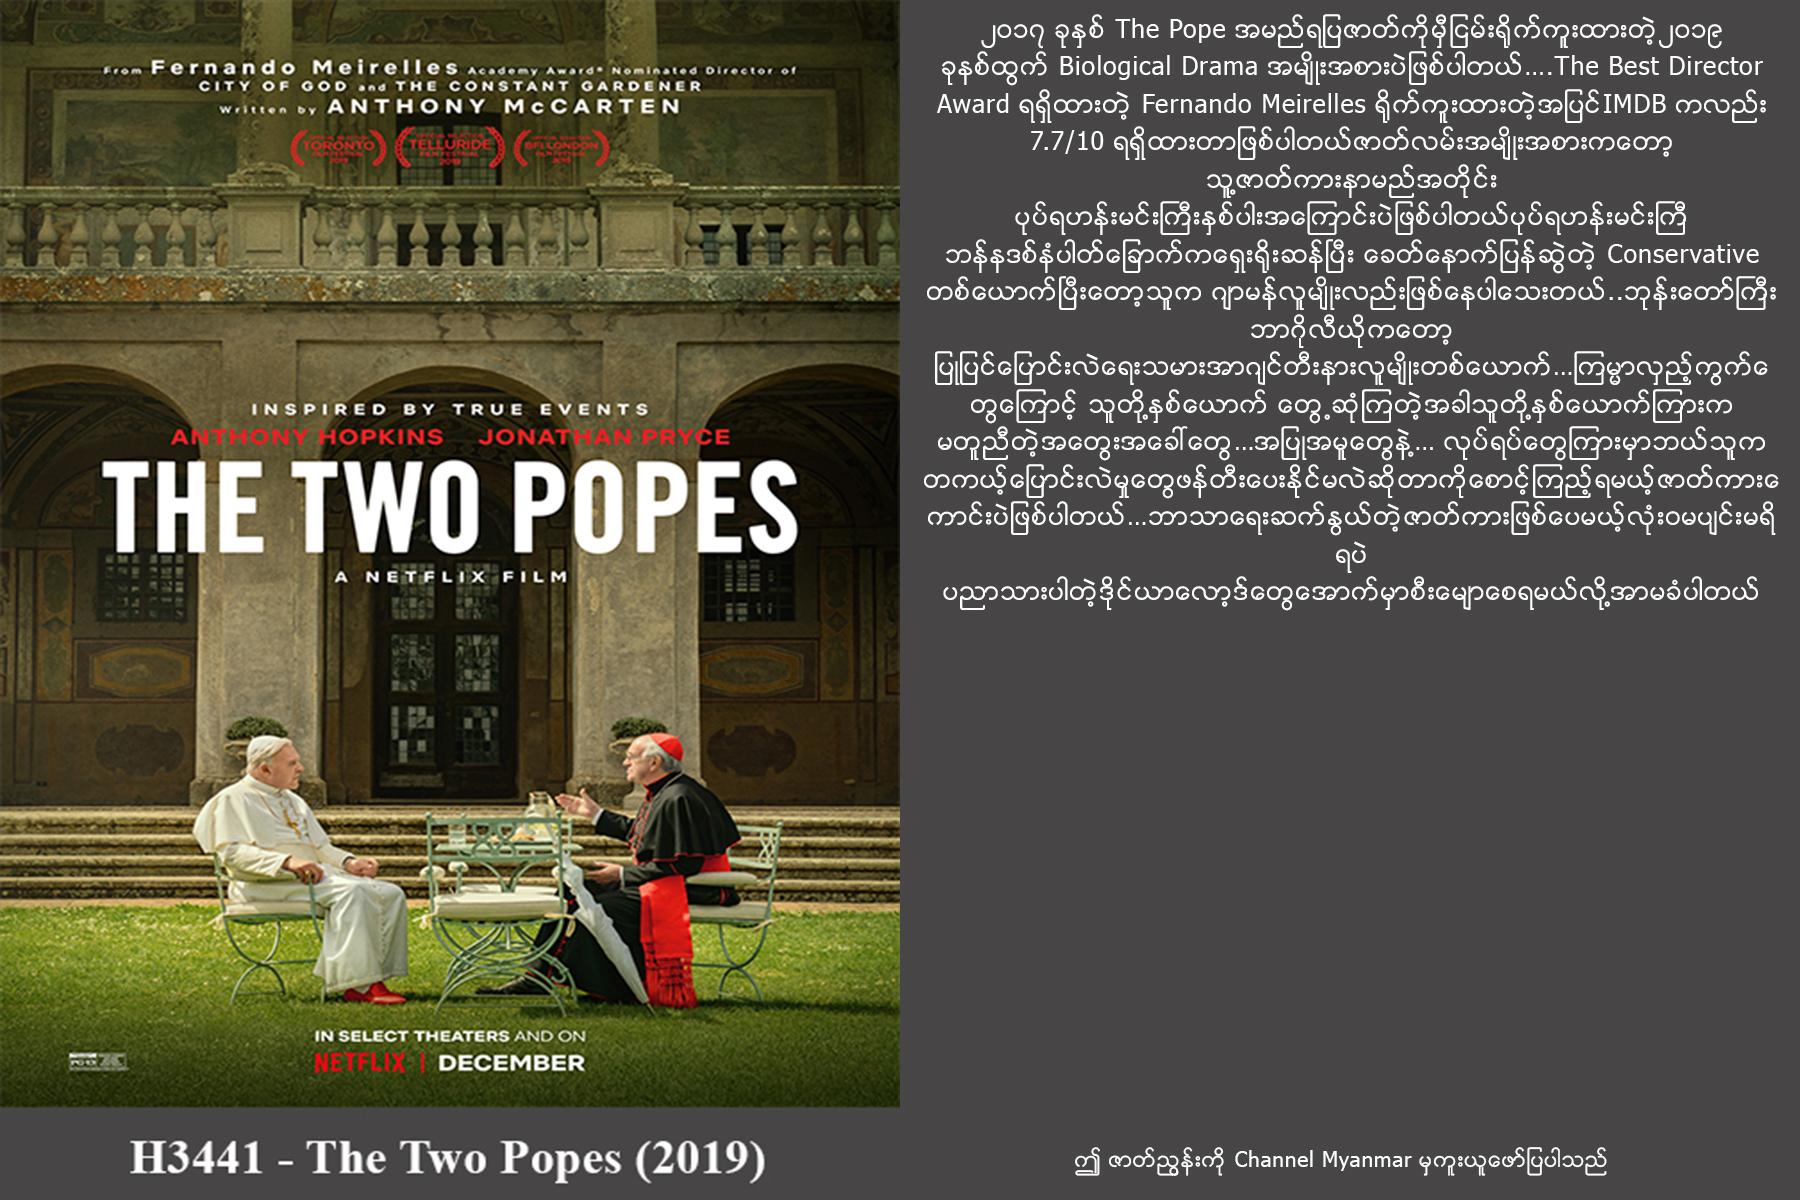 From Fernando Meirelles Academy Award® Nominated Director of
CITY OF GOD and THE CONSTANT GARDENER
Written by ANTHONY McCARTEN
OFFICIAL SELECTION OFFICIAL SELECTION OFFICIAL SELECTION
TORONTO TELLURIDE BFI LONDON
FILM FESTIVAL FILM FESTIVAL FILM FESTIVAL
2019 2019 2019
INSPIRED BY TRUE EVENTS
ANTHONY HOPKINS JONATHAN PRYCE
THE TWO POPES
A NETFLIX FILM
IN SELECT THEATERS AND ON
NETFLIX | DECEMBER
H3441 - The Two Popes (2019)
၂၀၁၇ ခုနှစ် The Pope အမည်ရပြဇာတ်ကိုမှီငြမ်းရိုက်ကူးထားတဲ့၂၀၁၉
ခုနစ်ထွက် Biological Drama အမျိုးအစားပဲဖြစ်ပါတယ်....The Best Director
Award ရရှိထားတဲ့ Fernando Meirelles ရိုက်ကူးထားတဲ့အပြင်IMDB ကလည်း
7.7/10 ရရှိထားတာဖြစ်ပါတယ်ဇာတ်လမ်းအမျိုးအစားကတော့
သူ့ဇာတ်ကားနာမည်အတိုင်း
ပုပ်ရဟန်းမင်းကြီးနှစ်ပါးအကြောင်းပဲဖြစ်ပါတယ်ပုပ်ရဟန်းမင်းကြီ
ဘန်နဒစ်နံပါတ်ခြောက်ကရှေးရိုးဆန်ပြီး ခေတ်နောက်ပြန်ဆွဲတဲ့ Conservative
တစ်ယောက်ပြီးတော့သူက ဂျာမန်လူမျိုးလည်းဖြစ်နေပါသေးတယ်..ဘုန်းတော်ကြီး
ဘာဂိုလီယိုကတော့
ပြုပြင်ပြောင်းလဲရေးသမားအာဂျင်တီးနားလူမျိုးတစ်ယောက်...ကြမ္မာလှည့်ကွက်ေ
တွကြောင့် သူတို့နှစ်ယောက် တွေ့ဆုံကြတဲ့အခါသူတို့နှစ်ယောက်ကြားက
မတူညီတဲ့အတွေးအခေါ်တွေ...အပြုအမူတွေနဲ့... လုပ်ရပ်တွေကြားမှာဘယ်သူက
တကယ့်ပြောင်းလဲမှုတွေဖန်တီးပေးနိုင်မလဲဆိုတာကိုစောင့်ကြည့်ရမယ့်ဇာတ်ကားေ
ကာင်းပဲဖြစ်ပါတယ်...ဘာသာရေးဆက်နွယ်တဲ့ဇာတ်ကားဖြစ်ပေမယ့်လုံးဝမပျင်းမရိ
ရပဲ
ပညာသားပါတဲ့ဒိုင်ယာလော့ဒ်တွေအောက်မှာစီးမျောစေရမယ်လို့အာမခံပါတယ်
ဤ ဇာတ်ညွှန်းကို Channel Myanmar မှကူးယူဖော်ပြပါသည်